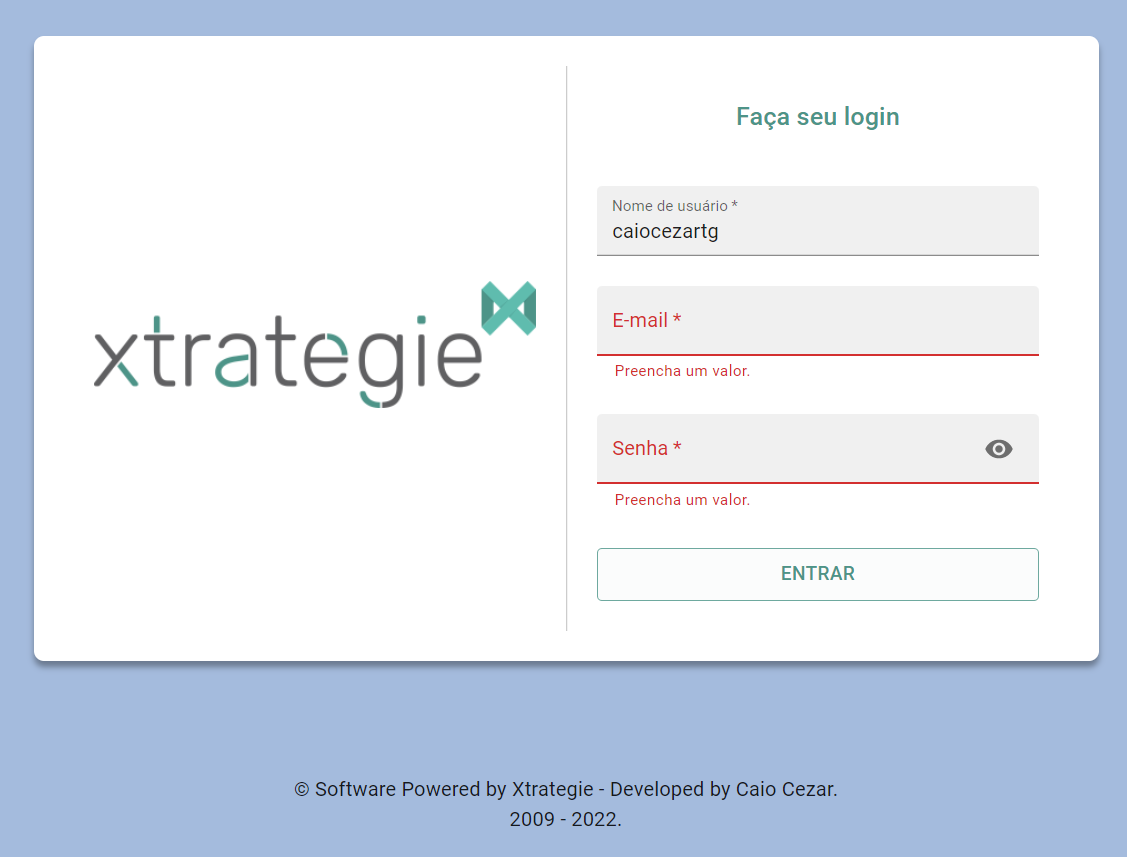 xtrategie
Faça seu login
Nome de usuário *
caiocezartg
E-mail *
Preencha um valor.
Senha *
Preencha um valor.
ENTRAR
© Software Powered by Xtrategie - Developed by Caio Cezar.
2009 - 2022.